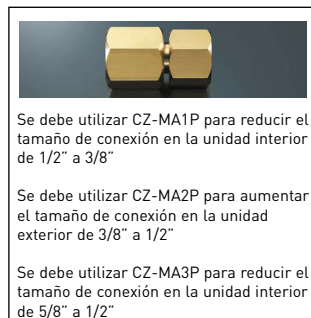 Se debe utilizar CZ-MA1P para reducir el
tamaño de conexión en la unidad interior
de 1/2˝ a 3/8˝
Se debe utilizar CZ-MA2P para aumentar
el tamaño de conexión en la unidad
exterior de 3/8˝ a 1/2˝
Se debe utilizar CZ-MA3P para reducir el
tamaño de conexión en la unidad interior
de 5/8˝ a 1/2˝